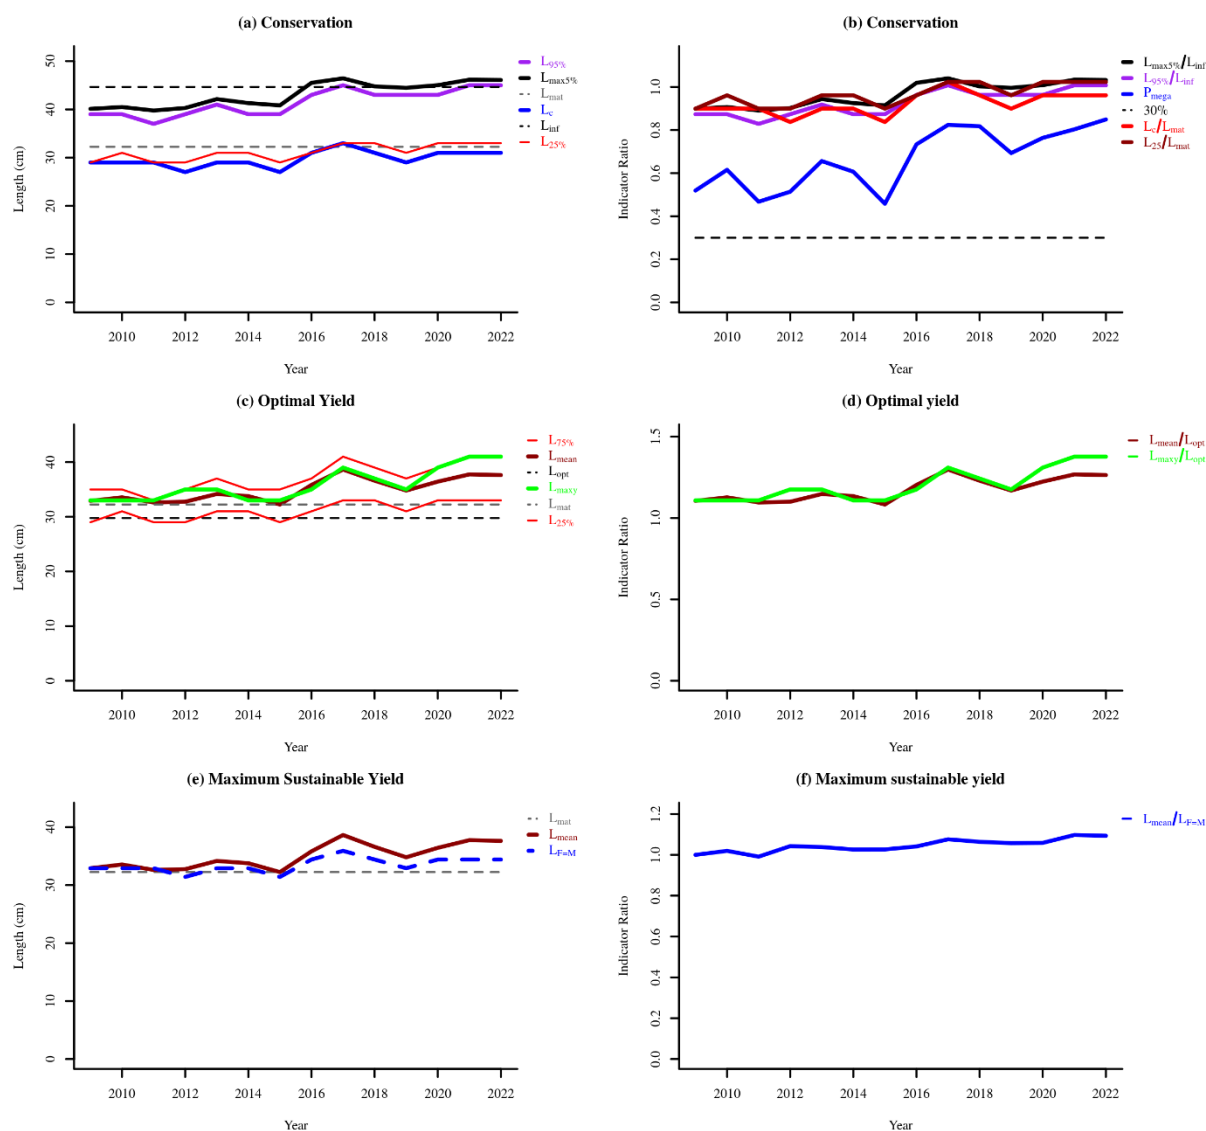 (a) Conservation
Length (cm)
0 10 20 30 40 50
2010 2012 2014 2016 2018 2020 2022
Year
L95%
Lmax5%
Lmat
Lc
Linf
L25%
(b) Conservation
Indicator Ratio
0.0 0.2 0.4 0.6 0.8 1.0
2010 2012 2014 2016 2018 2020 2022
Year
Lmax5%/Linf
L95%/Linf
Pmega
30%
Lc/Lmat
L25/Lmat
(c) Optimal Yield
Length (cm)
0 10 20 30 40
2010 2012 2014 2016 2018 2020 2022
Year
L75%
Lmean
Lopt
Lmaxy
Lmat
L25%
(d) Optimal yield
Indicator Ratio
0.0 0.5 1.0 1.5
2010 2012 2014 2016 2018 2020 2022
Year
Lmean/Lopt
Lmaxy/Lopt
(e) Maximum Sustainable Yield
Length (cm)
0 10 20 30 40
2010 2012 2014 2016 2018 2020 2022
Year
Lmat
Lmean
LF=M
(f) Maximum sustainable yield
Indicator Ratio
0.0 0.2 0.4 0.6 0.8 1.0 1.2
2010 2012 2014 2016 2018 2020 2022
Year
Lmean/LF=M